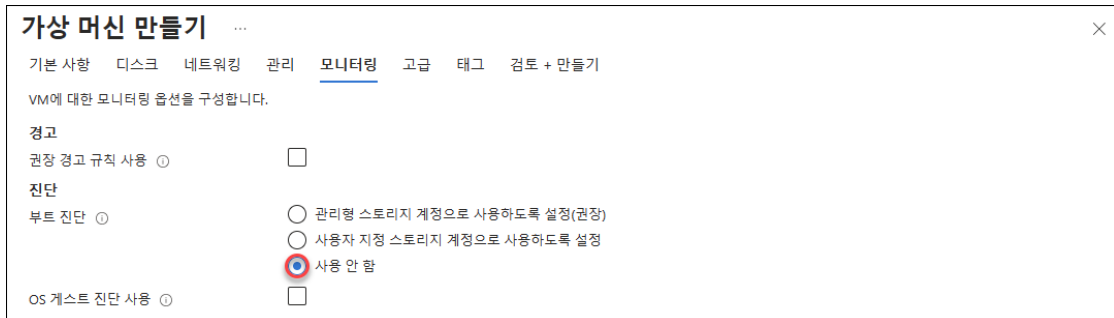 가상 머신 만들기 ...
기본 사항 디스크 네트워킹 관리 모니터링 고급 태그 검토 + 만들기
VM에 대한 모니터링 옵션을 구성합니다.
경고
권장 경고 규칙 사용
진단
부트 진단
관리형 스토리지 계정으로 사용하도록 설정(권장)
사용자 지정 스토리지 계정으로 사용하도록 설정
사용 안 함
OS 게스트 진단 사용